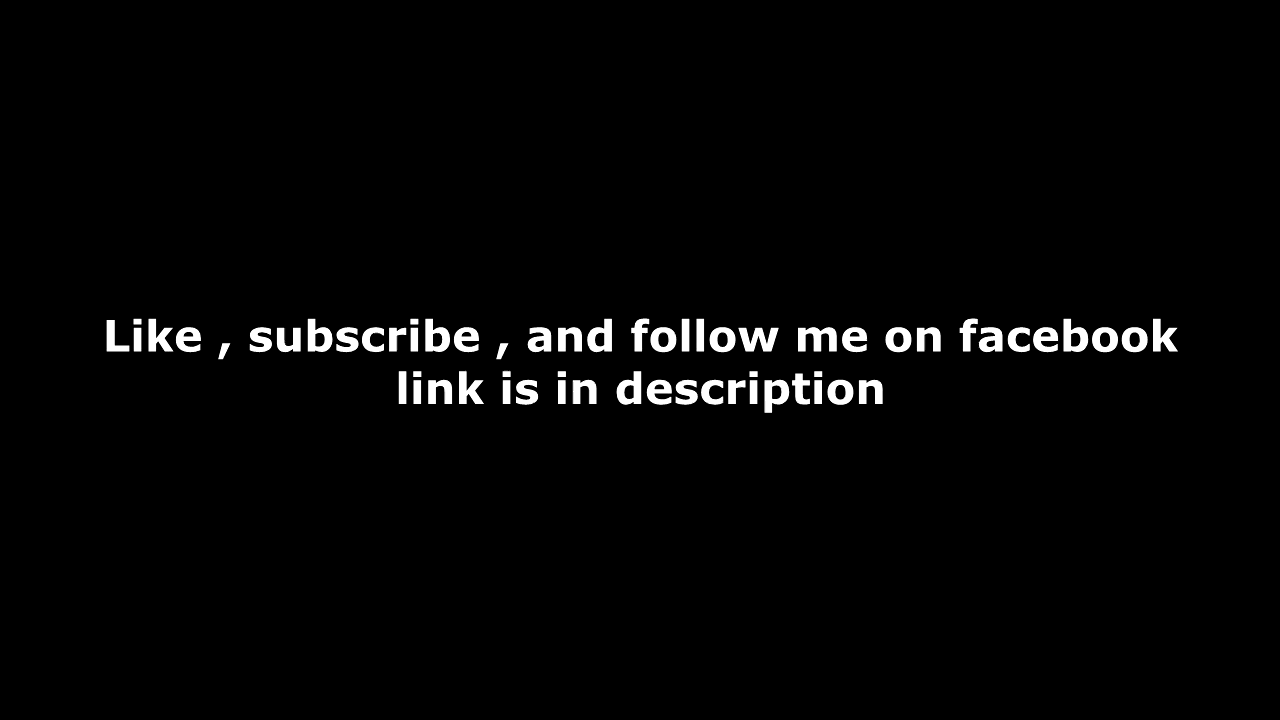 Like , subscribe , and follow me on facebook
link is in description